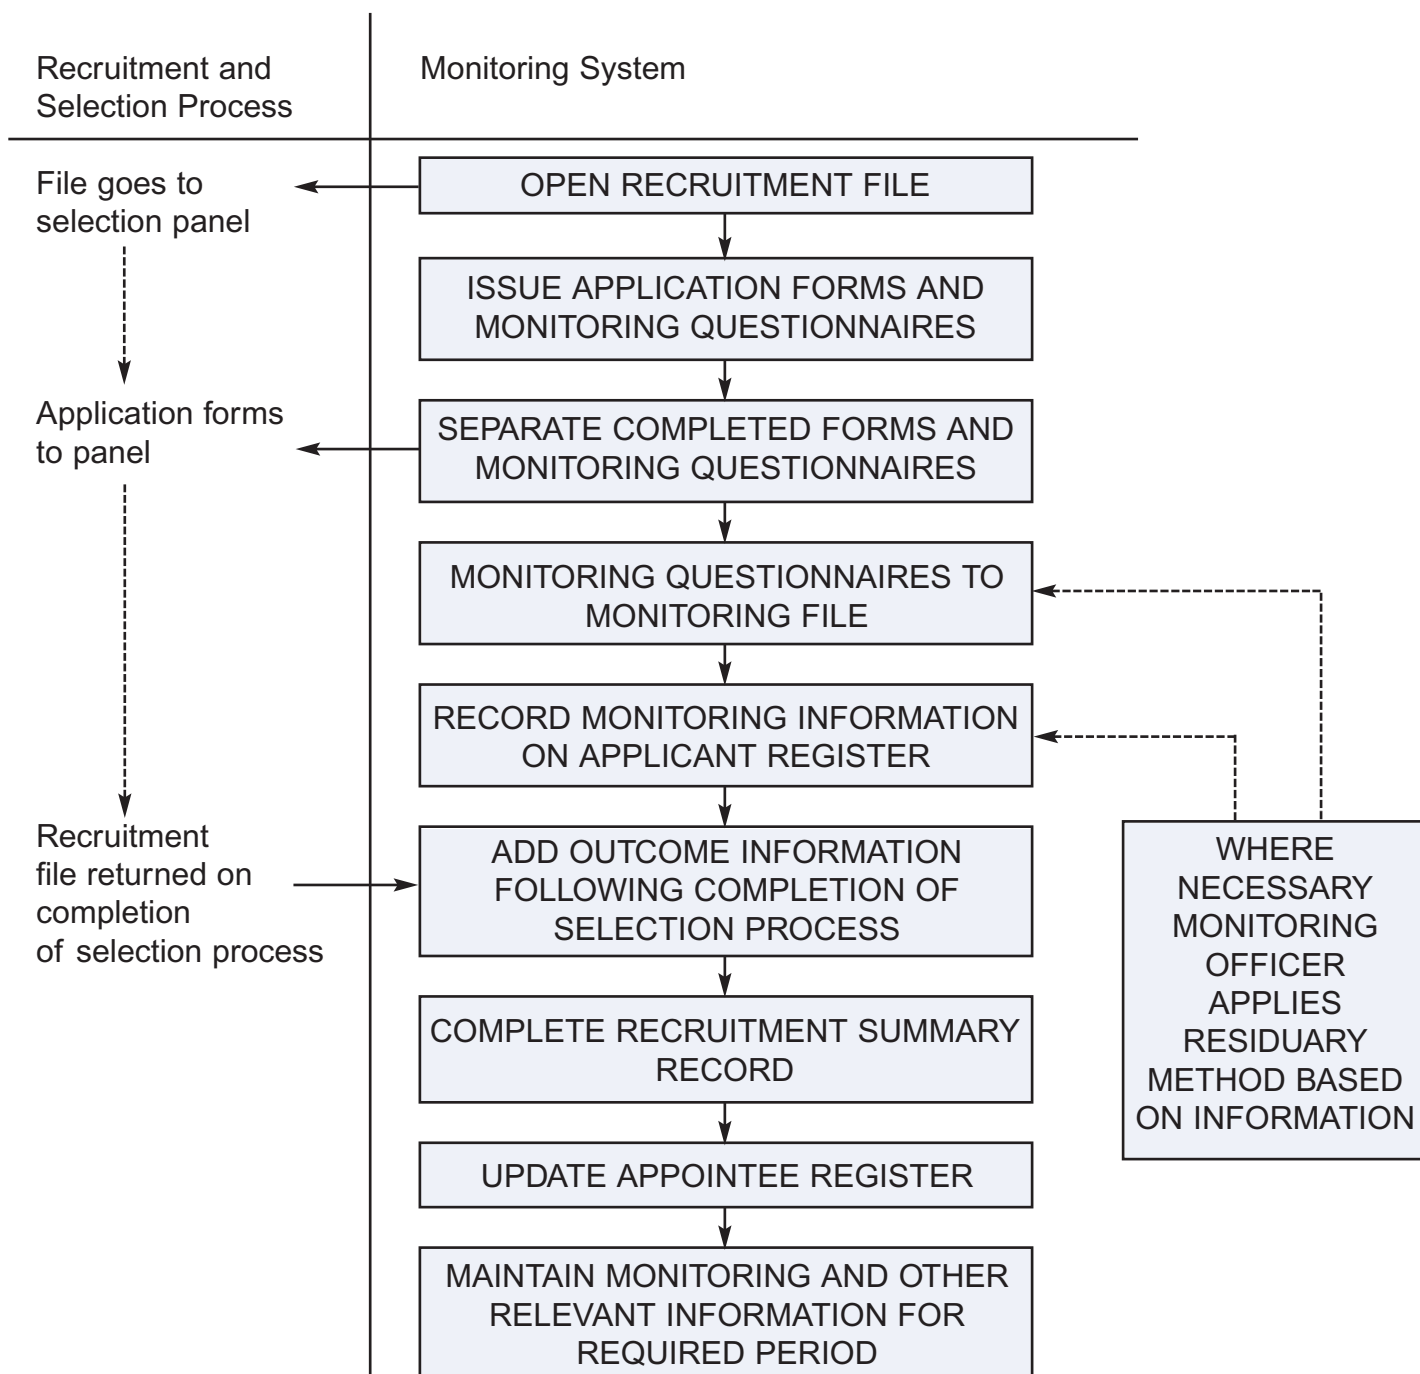 Recruitment and
Selection Process
Monitoring System
File goes to
selection panel
OPEN RECRUITMENT FILE
ISSUE APPLICATION FORMS AND
MONITORING QUESTIONNAIRES
Application forms
to panel
SEPARATE COMPLETED FORMS AND
MONITORING QUESTIONNAIRES
MONITORING QUESTIONNAIRES TO
MONITORING FILE
RECORD MONITORING INFORMATION
ON APPLICANT REGISTER
Recruitment
file returned on
completion
of selection process
ADD OUTCOME INFORMATION
FOLLOWING COMPLETION OF
SELECTION PROCESS
WHERE
NECESSARY
MONITORING
OFFICER
APPLIES
RESIDUARY
METHOD BASED
ON INFORMATION
COMPLETE RECRUITMENT SUMMARY
RECORD
UPDATE APPOINTEE REGISTER
MAINTAIN MONITORING AND OTHER
RELEVANT INFORMATION FOR
REQUIRED PERIOD